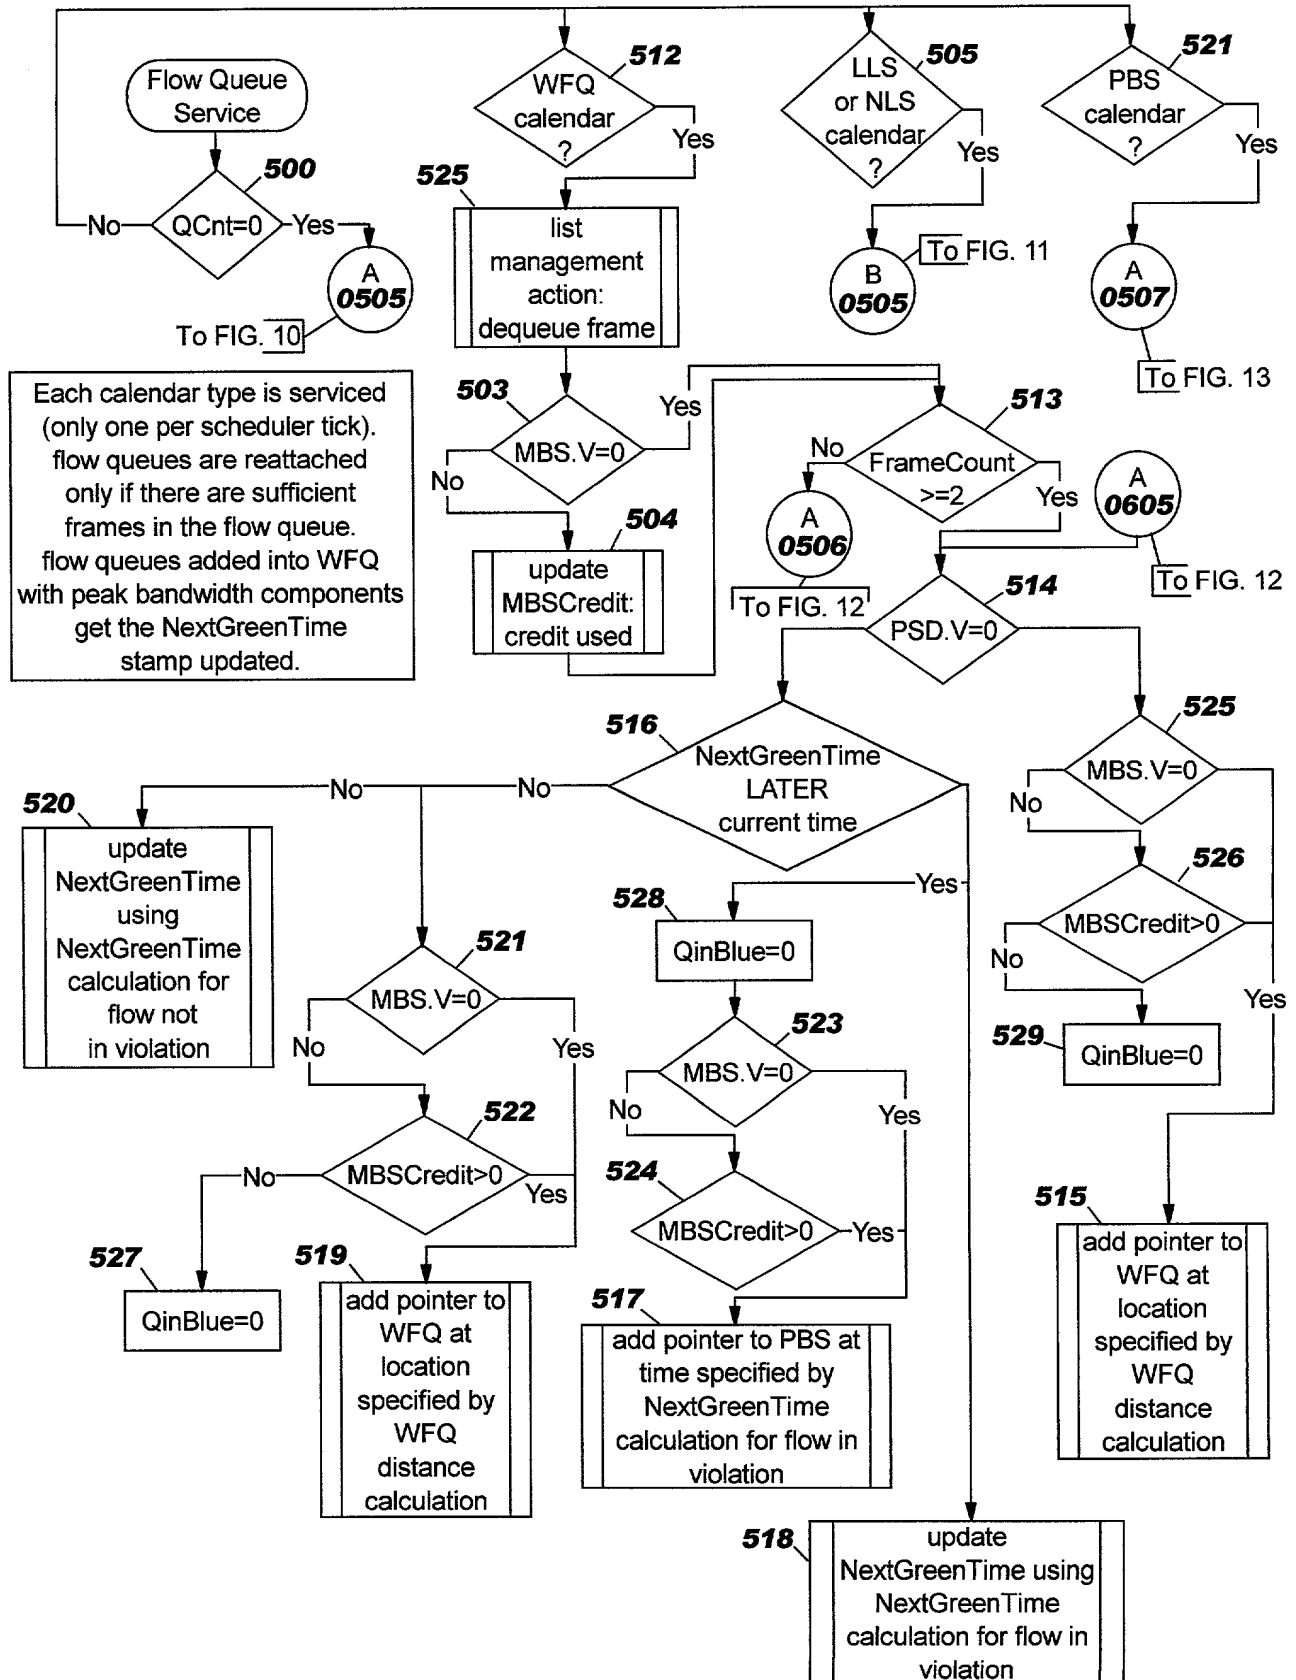 Flow Queue
Service
500
QCnt=0
No
Yes
A
0505
To FIG. 10
512
WFQ
calendar
?
Yes
505
LLS
or NLS
calendar
?
Yes
B
0505
To FIG. 11
521
PBS
calendar
?
Yes
A
0507
To FIG. 13
525
list
management
action:
dequeue frame
Each calendar type is serviced
(only one per scheduler tick).
flow queues are reattached
only if there are sufficient
frames in the flow queue.
flow queues added into WFQ
with peak bandwidth components
get the NextGreenTime
stamp updated.
503
MBS.V=0
Yes
No
504
update
MBSCredit:
credit used
513
FrameCount
>=2
No
Yes
A
0506
To FIG. 12
A
0605
To FIG. 12
514
PSD.V=0
516
NextGreenTime
LATER
current time
No
No
Yes
520
update
NextGreenTime
using
NextGreenTime
calculation for
flow not
in violation
521
MBS.V=0
No
Yes
522
MBSCredit>0
No
Yes
527
QinBlue=0
519
add pointer to
WFQ at
location
specified by
WFQ
distance
calculation
528
QinBlue=0
523
MBS.V=0
No
Yes
524
MBSCredit>0
Yes
517
add pointer to PBS at
time specified by
NextGreenTime
calculation for flow in
violation
525
MBS.V=0
No
526
MBSCredit>0
No
Yes
529
QinBlue=0
515
add pointer to
WFQ at
location
specified by
WFQ
distance
calculation
518
update
NextGreenTime using
NextGreenTime
calculation for flow in
violation